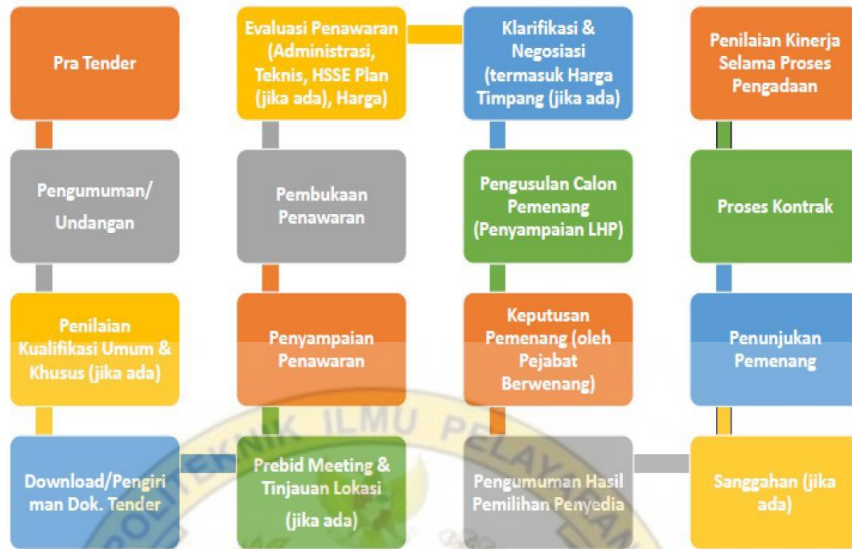 Pra Tender
Pengumuman/
Undangan
Penilaian
Kualifikasi Umum &
Khusus (jika ada)
Download/Pengiri
man Dok. Tender
Prebid Meeting &
Tinjauan Lokasi
(jika ada)
Penyampaian
Penawaran
Pembukaan
Penawaran
Evaluasi Penawaran
(Administrasi,
Teknis, HSSE Plan
(jika ada), Harga)
Klarifikasi &
Negosiasi
(termasuk Harga
Timpang (jika ada)
Pengusulan Calon
Pemenang
(Penyampaian LHP)
Keputusan
Pemenang (oleh
Pejabat
Berwenang)
Pengumuman Hasil
Pemilihan Penyedia
Sanggahan (jika
ada)
Penunjukan
Pemenang
Proses Kontrak
Penilaian Kinerja
Selama Proses
Pengadaan
POLITEKNIK ILMU PELAYARAN